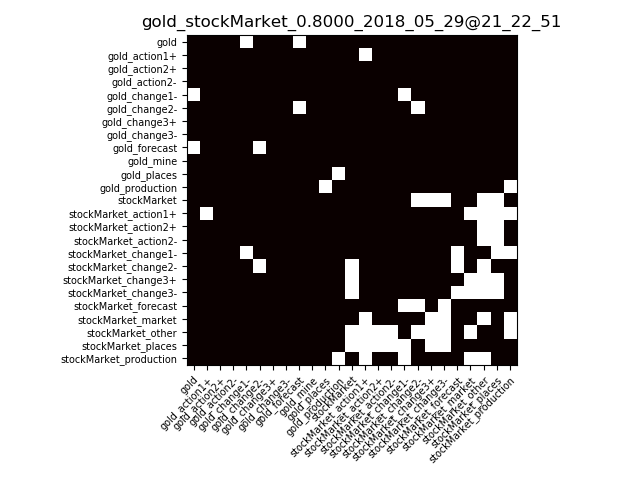 gold_stockMarket_0.8000_2018_05_29@21_22_51
gold
gold_action1+
gold_action2+
gold_action2-
gold_change1-
gold_change2-
gold_change3+
gold_change3-
gold_forecast
gold_mine
gold_places
gold_production
stockMarket
stockMarket_action1+
stockMarket_action2+
stockMarket_action2-
stockMarket_change1-
stockMarket_change2-
stockMarket_change3+
stockMarket_change3-
stockMarket_forecast
stockMarket_market
stockMarket_other
stockMarket_places
stockMarket_production
gold
gold_action1+
gold_action2+
gold_action2-
gold_change1-
gold_change2-
gold_change3+
gold_change3-
gold_forecast
gold_mine
gold_places
gold_production
stockMarket
stockMarket_action1+
stockMarket_action2+
stockMarket_action2-
stockMarket_change1-
stockMarket_change2-
stockMarket_change3+
stockMarket_change3-
stockMarket_forecast
stockMarket_market
stockMarket_other
stockMarket_places
stockMarket_production